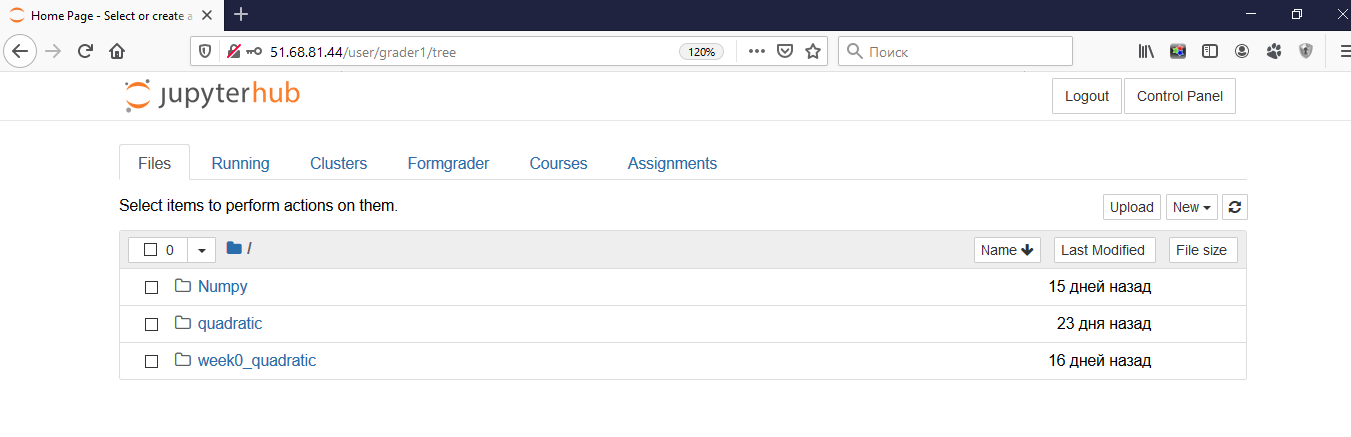 Home Page - Select or create a
51.68.81.44/user/grader1/tree 120% Поиск
jupyterhub Logout Control Panel
Files Running Clusters Formgrader Courses Assignments
Select items to perform actions on them. Upload New
0 / Name Last Modified File size
Numpy 15 дней назад
quadratic 23 дня назад
week0_quadratic 16 дней назад